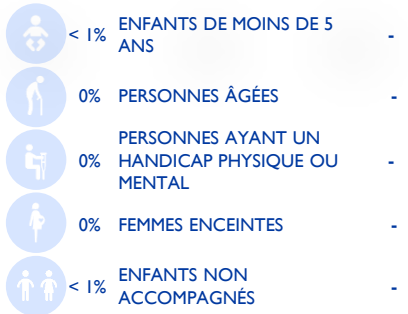 < 1% ENFANTS DE MOINS DE 5 ANS -
0% PERSONNES ÂGÉES -
0% PERSONNES AYANT UN HANDICAP PHYSIQUE OU MENTAL -
0% FEMMES ENCEINTES -
< 1% ENFANTS NON ACCOMPAGNÉS -